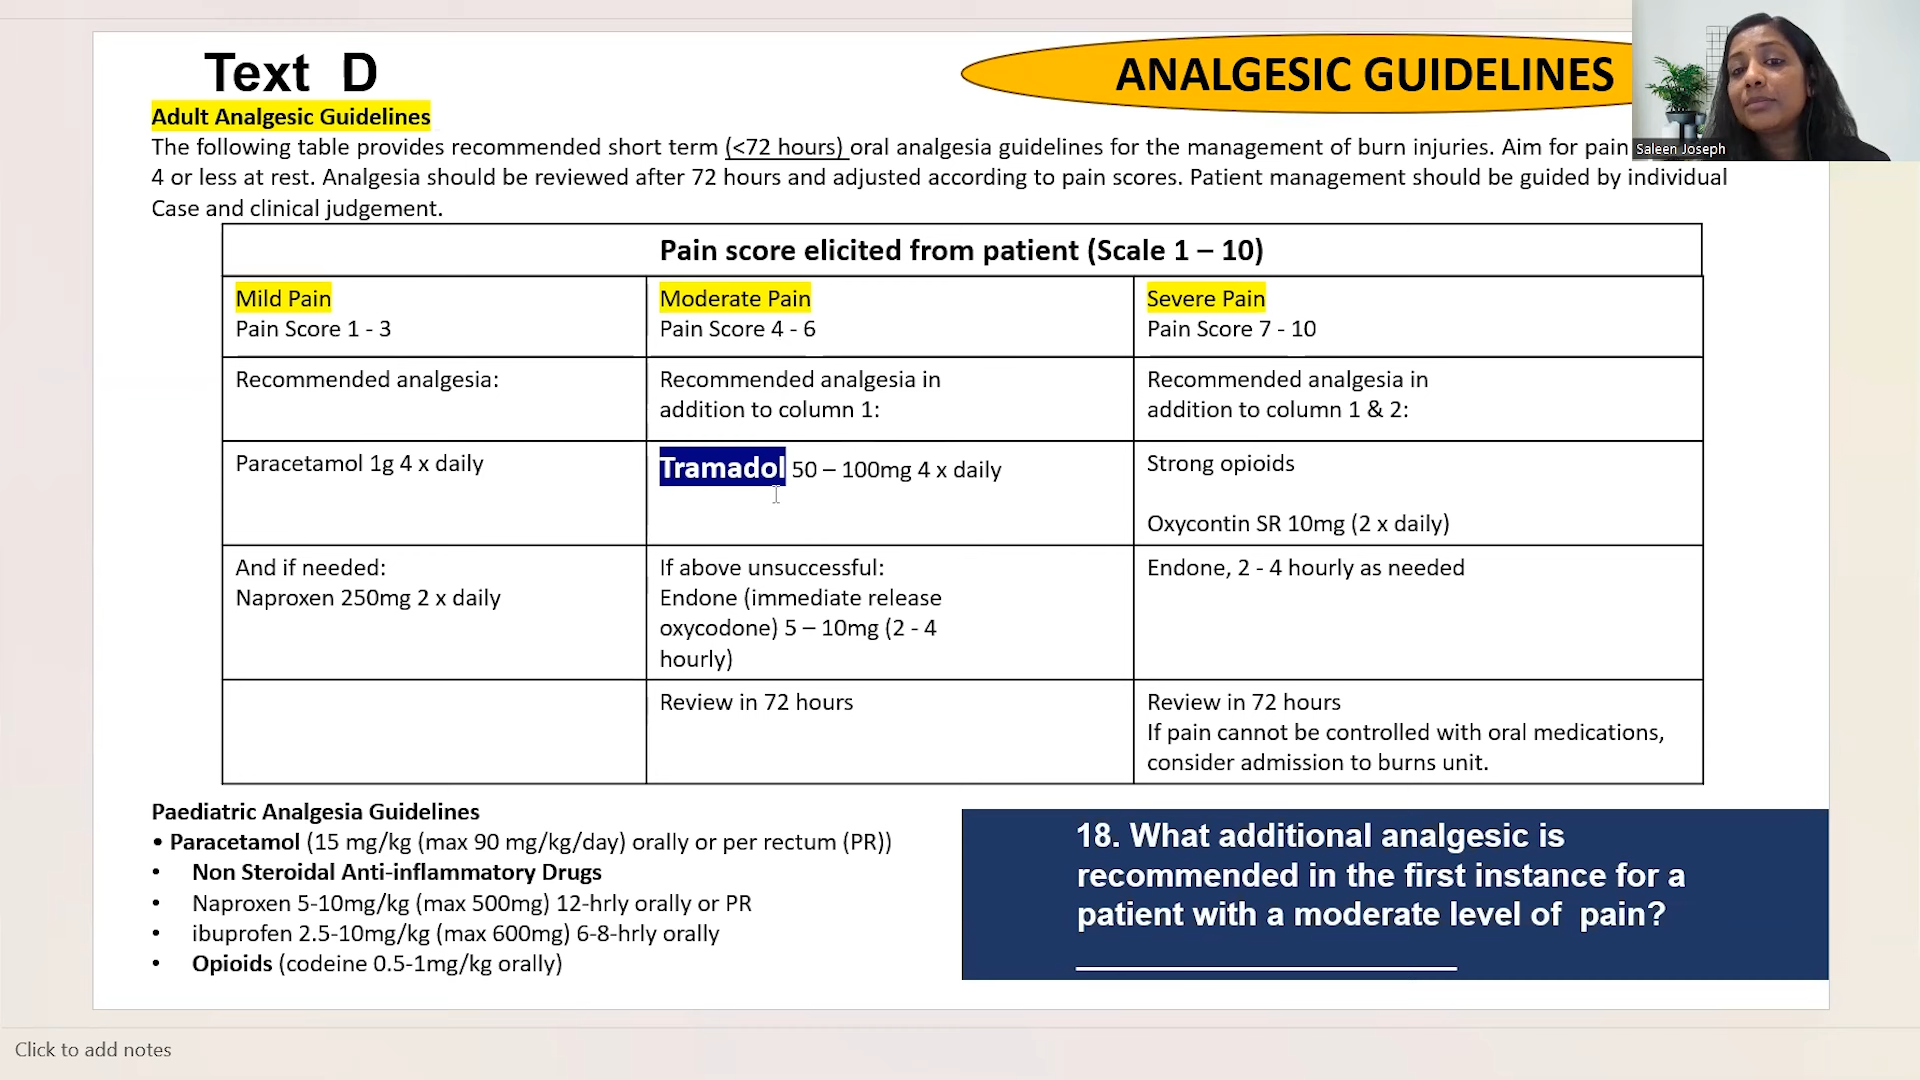 Text D
ANALGESIC GUIDELINES
Saleen Joseph
Adult Analgesic Guidelines
The following table provides recommended short term (<72 hours) oral analgesia guidelines for the management of burn injuries. Aim for pain
4 or less at rest. Analgesia should be reviewed after 72 hours and adjusted according to pain scores. Patient management should be guided by individual
Case and clinical judgement.
Pain score elicited from patient (Scale 1 – 10)
Mild Pain
Pain Score 1 - 3
Moderate Pain
Pain Score 4 - 6
Severe Pain
Pain Score 7 - 10
Recommended analgesia:
Recommended analgesia in
addition to column 1:
Recommended analgesia in
addition to column 1 & 2:
Paracetamol 1g 4 x daily
Tramadol 50 – 100mg 4 x daily
Strong opioids
Oxycontin SR 10mg (2 x daily)
And if needed:
Naproxen 250mg 2 x daily
If above unsuccessful:
Endone (immediate release
oxycodone) 5 – 10mg (2 - 4
hourly)
Endone, 2 - 4 hourly as needed
Review in 72 hours
Review in 72 hours
If pain cannot be controlled with oral medications,
consider admission to burns unit.
Paediatric Analgesia Guidelines
• Paracetamol (15 mg/kg (max 90 mg/kg/day) orally or per rectum (PR))
• Non Steroidal Anti-inflammatory Drugs
• Naproxen 5-10mg/kg (max 500mg) 12-hrly orally or PR
• ibuprofen 2.5-10mg/kg (max 600mg) 6-8-hrly orally
• Opioids (codeine 0.5-1mg/kg orally)
18. What additional analgesic is
recommended in the first instance for a
patient with a moderate level of pain?
Click to add notes